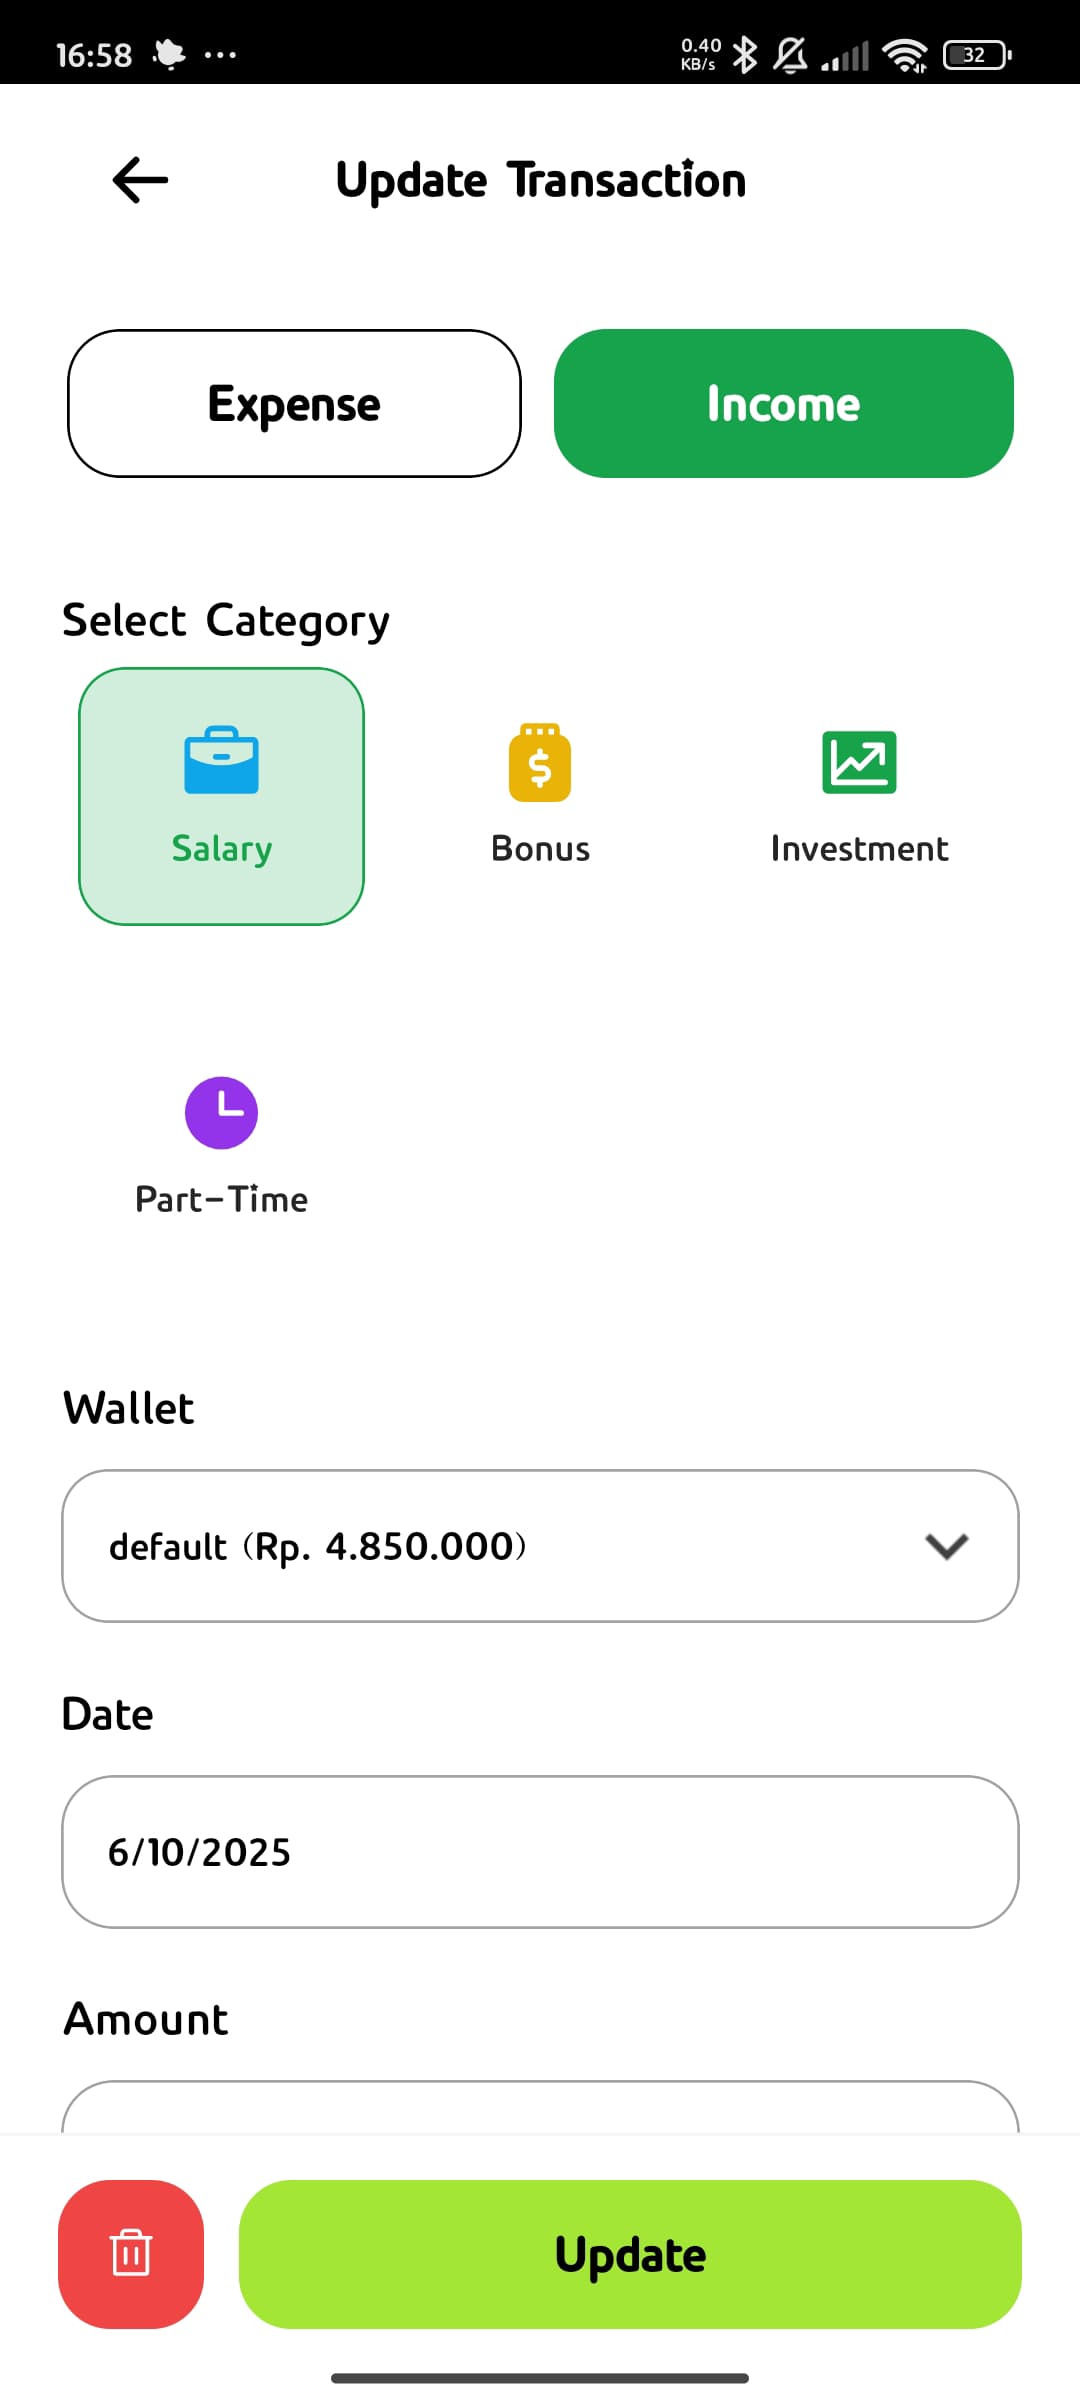 16:58 ... 0.40 KB/s 32
Update Transaction
Expense Income
Select Category
Salary Bonus Investment
Part-Time
Wallet
default (Rp. 4.850.000)
Date
6/10/2025
Amount
Update